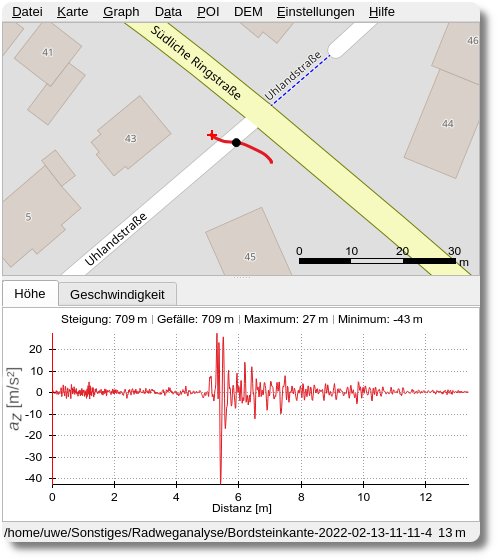 Datei Karte Graph Data POI DEM Einstellungen Hilfe
41
Südliche Ringstraße
Uhlandstraße
46
44
43
5
Uhlandstraße
45
0 10 20 30
m
Höhe Geschwindigkeit
Steigung: 709 m | Gefälle: 709 m | Maximum: 27 m | Minimum: -43 m
20
10
0
-10
-20
-30
-40
az [m/s²]
0 2 4 6 8 10 12
Distanz [m]
/home/uwe/Sonstiges/Radweganalyse/Bordsteinkante-2022-02-13-11-11-4 13 m